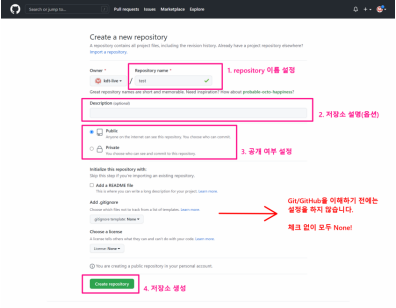 Search or jump to...
Pull requests Issues Marketplace Explore
Create a new repository
A repository contains all project files, including the revision history. Already have a project repository elsewhere?
Import a repository.
Owner * Repository name *
/ test
1. repository 이름 설정
Great repository names are short and memorable. Need inspiration? How about probable-octo-happiness?
Description (optional)
2. 저장소 설명(옵션)
Public
Anyone on the internet can see this repository. You choose who can commit.
Private
You choose who can see and commit to this repository.
3. 공개 여부 설정
Initialize this repository with:
Skip this step if you're importing an existing repository.
Add a README file
This is where you can write a long description for your project. Learn more.
Add .gitignore
Choose which files not to track from a list of templates. Learn more.
.gitignore template: None
Choose a license
A license tells others what they can and can't do with your code. Learn more.
License: None
Git/GitHub을 이해하기 전에는
설정을 하지 않습니다.
체크 없이 모두 None!
You are creating a public repository in your personal account.
Create repository
4. 저장소 생성